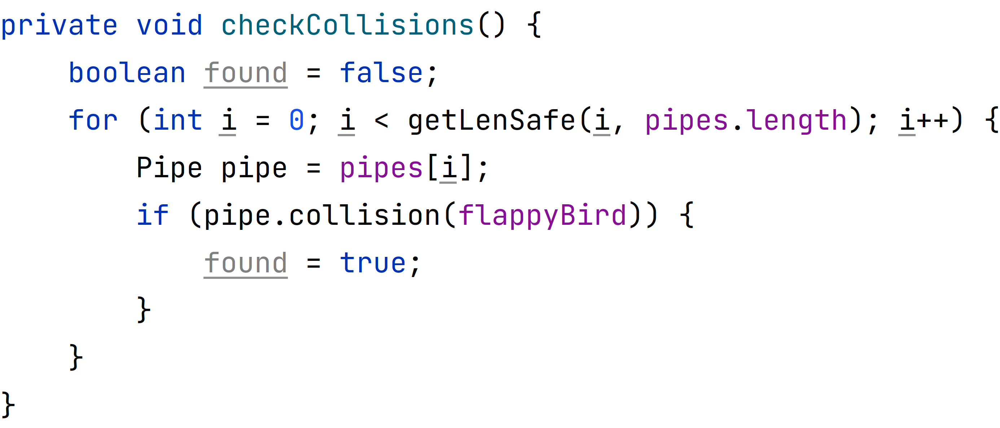 private void checkCollisions() {
    boolean found = false;
    for (int i = 0; i < getLenSafe(i, pipes.length); i++) {
        Pipe pipe = pipes[i];
        if (pipe.collision(flappyBird)) {
            found = true;
        }
    }
}